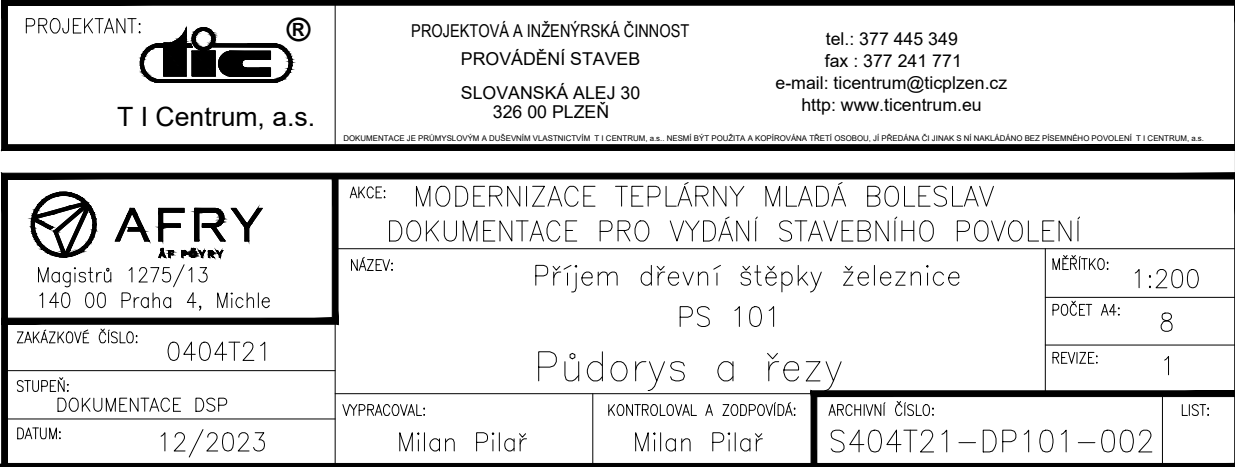 PROJEKTANT:
tic ®
T I Centrum, a.s.
PROJEKTOVÁ A INŽENÝRSKÁ ČINNOST
PROVÁDĚNÍ STAVEB
SLOVANSKÁ ALEJ 30
326 00 PLZEŇ
tel.: 377 445 349
fax : 377 241 771
e-mail: ticentrum@ticplzen.cz
http: www.ticentrum.eu
DOKUMENTACE JE PRŮMYSLOVÝM A DUŠEVNÍM VLASTNICTVÍM T I CENTRUM, a.s.. NESMÍ BÝT POUŽITA A KOPÍROVÁNA TŘETÍ OSOBOU, JÍ PŘEDÁNA ČI JINAK S NÍ NAKLÁDÁNO BEZ PÍSEMNÉHO POVOLENÍ T I CENTRUM, a.s.
AFRY
ÅF PÖYRY
Magistrů 1275/13
140 00 Praha 4, Michle
AKCE: MODERNIZACE TEPLÁRNY MLADÁ BOLESLAV
DOKUMENTACE PRO VYDÁNÍ STAVEBNÍHO POVOLENÍ
NÁZEV: Příjem dřevní štěpky železnice
PS 101
Půdorys a řezy
MĚŘÍTKO: 1:200
POČET A4: 8
REVIZE: 1
ZAKÁZKOVÉ ČÍSLO: 0404T21
STUPEŇ:
DOKUMENTACE DSP
DATUM: 12/2023
VYPRACOVAL:
Milan Pilař
KONTROLOVAL A ZODPOVÍDÁ:
Milan Pilař
ARCHIVNÍ ČÍSLO:
S404T21-DP101-002
LIST: